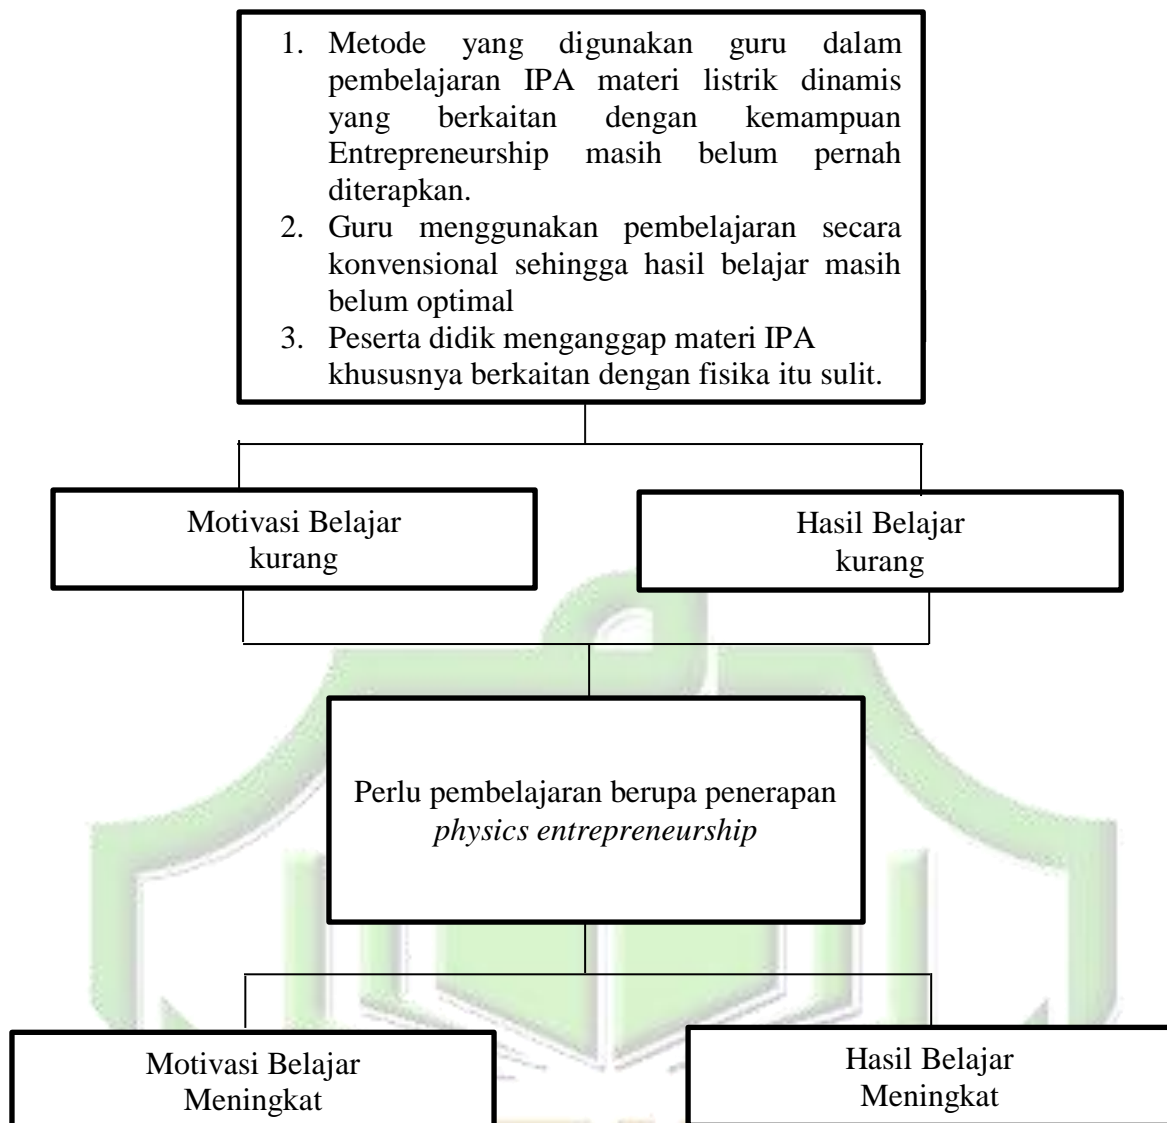 1. Metode yang digunakan guru dalam
pembelajaran IPA materi listrik dinamis
yang berkaitan dengan kemampuan
Entrepreneurship masih belum pernah
diterapkan.
2. Guru menggunakan pembelajaran secara
konvensional sehingga hasil belajar masih
belum optimal
3. Peserta didik menganggap materi IPA
khususnya berkaitan dengan fisika itu sulit.
Motivasi Belajar
kurang
Hasil Belajar
kurang
Perlu pembelajaran berupa penerapan
physics entrepreneurship
Motivasi Belajar
Meningkat
Hasil Belajar
Meningkat